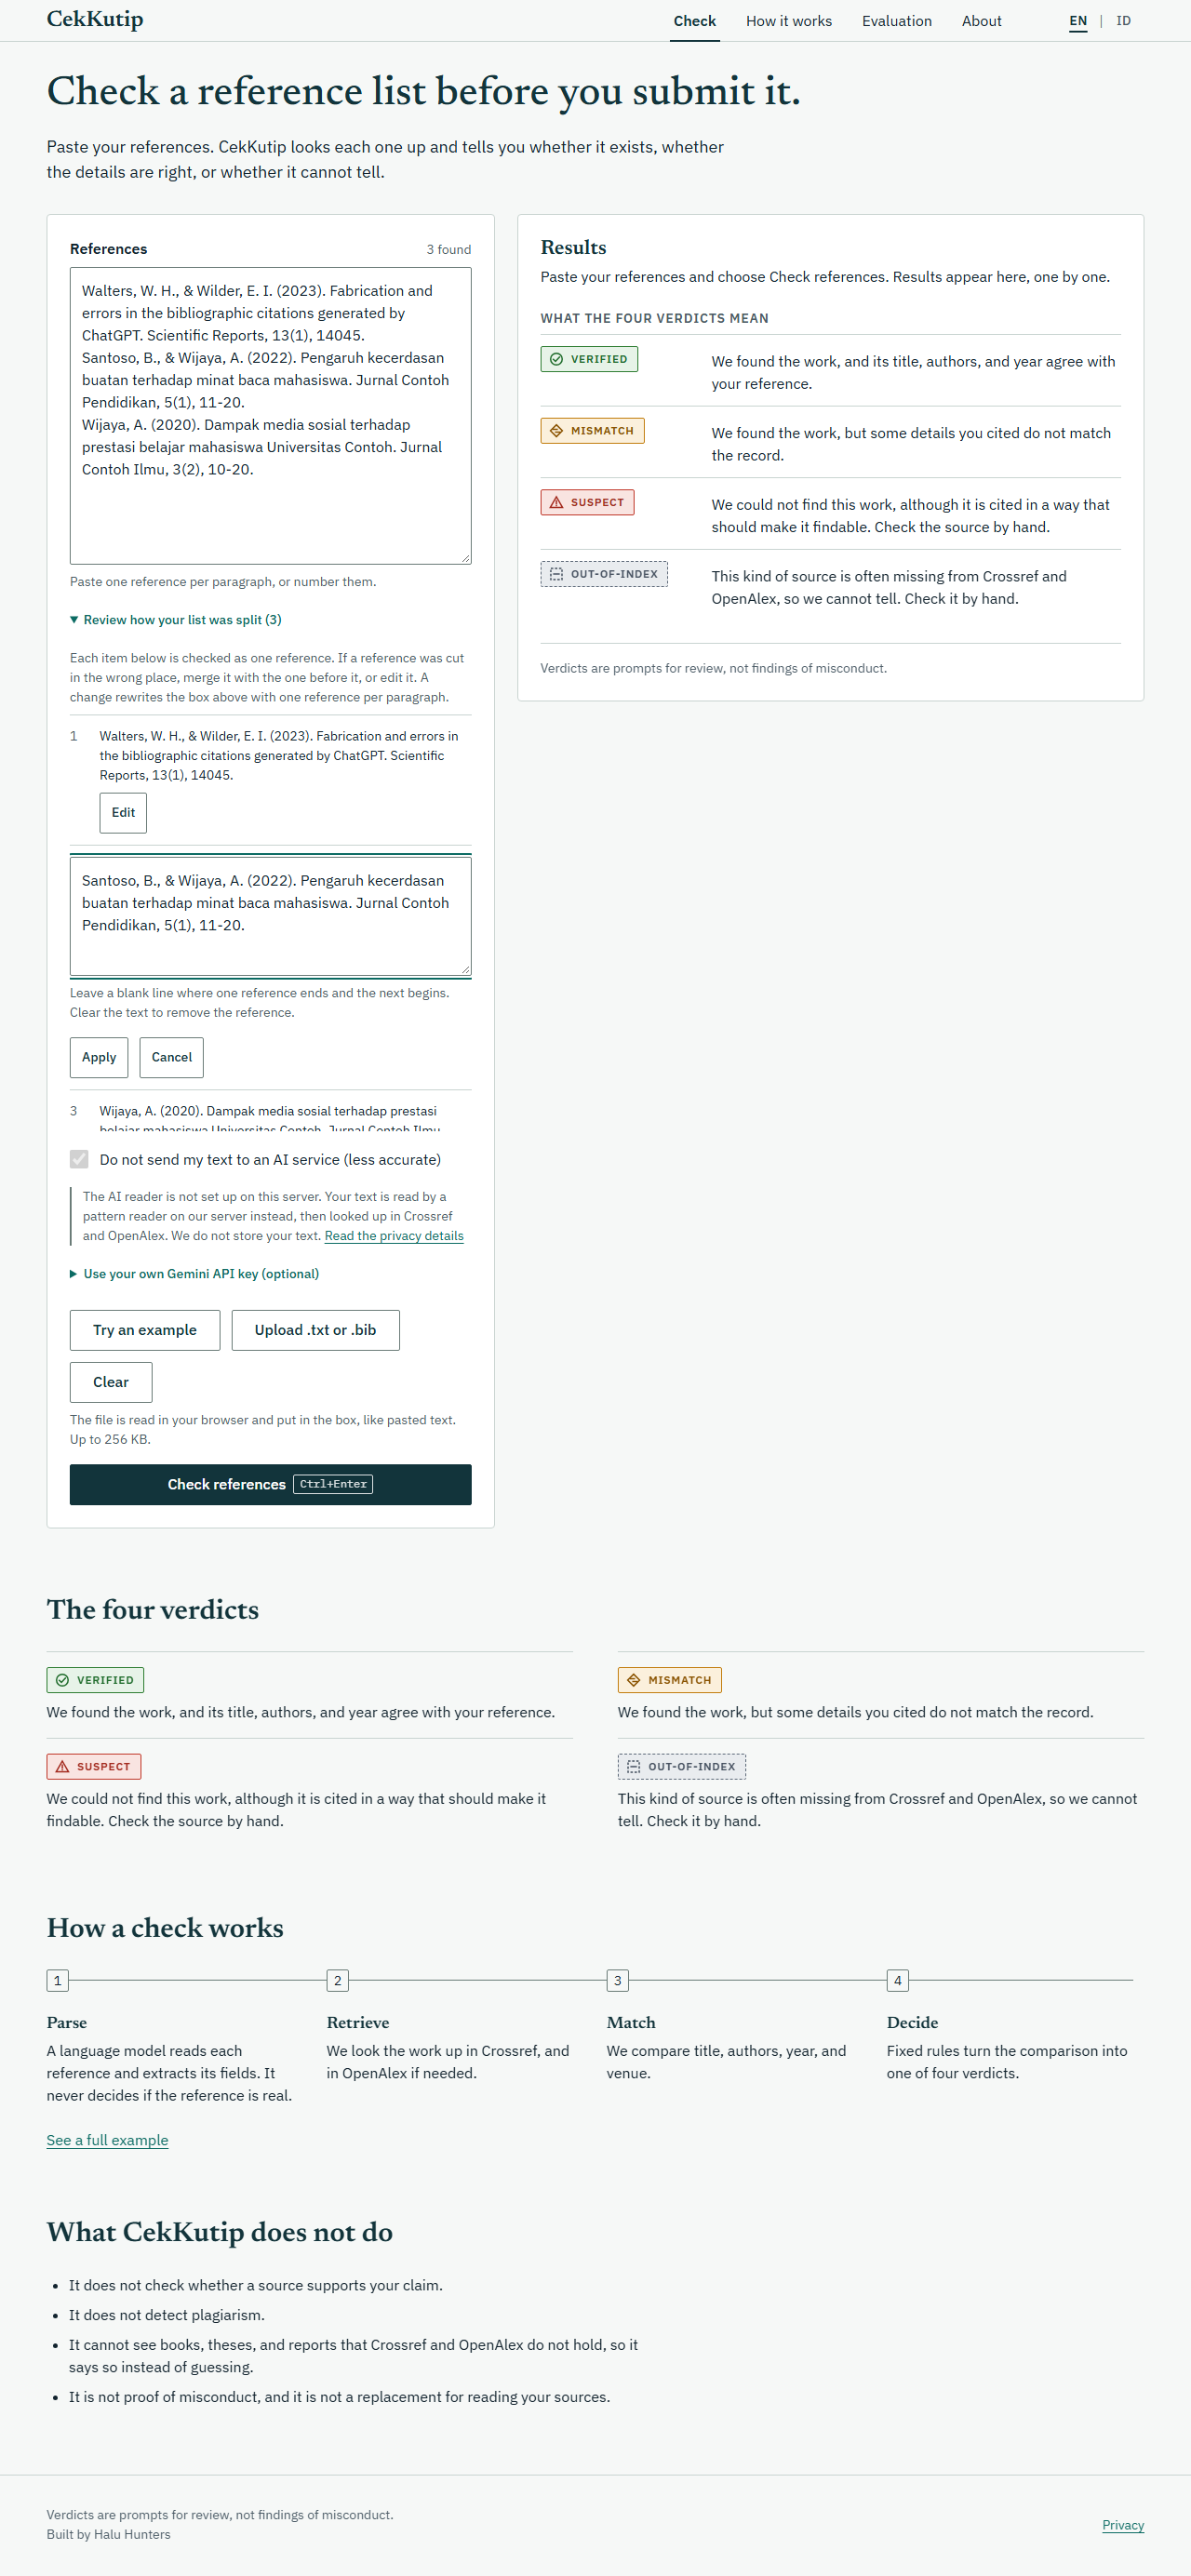 CekKutip
Check
How it works
Evaluation
About
EN | ID
Check a reference list before you submit it.
Paste your references. CekKutip looks each one up and tells you whether it exists, whether
the details are right, or whether it cannot tell.
References
3 found
Walters, W. H., & Wilder, E. I. (2023). Fabrication and
errors in the bibliographic citations generated by
ChatGPT. Scientific Reports, 13(1), 14045.
Santoso, B., & Wijaya, A. (2022). Pengaruh kecerdasan
buatan terhadap minat baca mahasiswa. Jurnal Contoh
Pendidikan, 5(1), 11-20.
Wijaya, A. (2020). Dampak media sosial terhadap
prestasi belajar mahasiswa Universitas Contoh. Jurnal
Contoh Ilmu, 3(2), 10-20.
Paste one reference per paragraph, or number them.
Review how your list was split (3)
Each item below is checked as one reference. If a reference was cut
in the wrong place, merge it with the one before it, or edit it. A
change rewrites the box above with one reference per paragraph.
1
Walters, W. H., & Wilder, E. I. (2023). Fabrication and errors in
the bibliographic citations generated by ChatGPT. Scientific
Reports, 13(1), 14045.
Edit
Santoso, B., & Wijaya, A. (2022). Pengaruh kecerdasan
buatan terhadap minat baca mahasiswa. Jurnal Contoh
Pendidikan, 5(1), 11-20.
Leave a blank line where one reference ends and the next begins.
Clear the text to remove the reference.
Apply
Cancel
3
Wijaya, A. (2020). Dampak media sosial terhadap prestasi
belajar mahasiswa Universitas Contoh. Jurnal Contoh Ilmu
Do not send my text to an AI service (less accurate)
The AI reader is not set up on this server. Your text is read by a
pattern reader on our server instead, then looked up in Crossref
and OpenAlex. We do not store your text. Read the privacy details
Use your own Gemini API key (optional)
Try an example
Upload .txt or .bib
Clear
The file is read in your browser and put in the box, like pasted text.
Up to 256 KB.
Check references Ctrl+Enter
Results
Paste your references and choose Check references. Results appear here, one by one.
WHAT THE FOUR VERDICTS MEAN
VERIFIED
We found the work, and its title, authors, and year agree with
your reference.
MISMATCH
We found the work, but some details you cited do not match
the record.
SUSPECT
We could not find this work, although it is cited in a way that
should make it findable. Check the source by hand.
OUT-OF-INDEX
This kind of source is often missing from Crossref and
OpenAlex, so we cannot tell. Check it by hand.
Verdicts are prompts for review, not findings of misconduct.
The four verdicts
VERIFIED
We found the work, and its title, authors, and year agree with your reference.
MISMATCH
We found the work, but some details you cited do not match the record.
SUSPECT
We could not find this work, although it is cited in a way that should make it
findable. Check the source by hand.
OUT-OF-INDEX
This kind of source is often missing from Crossref and OpenAlex, so we cannot
tell. Check it by hand.
How a check works
1
Parse
A language model reads each
reference and extracts its fields. It
never decides if the reference is real.
2
Retrieve
We look the work up in Crossref, and
in OpenAlex if needed.
3
Match
We compare title, authors, year, and
venue.
4
Decide
Fixed rules turn the comparison into
one of four verdicts.
See a full example
What CekKutip does not do
• It does not check whether a source supports your claim.
• It does not detect plagiarism.
• It cannot see books, theses, and reports that Crossref and OpenAlex do not hold, so it
says so instead of guessing.
• It is not proof of misconduct, and it is not a replacement for reading your sources.
Verdicts are prompts for review, not findings of misconduct.
Built by Halu Hunters
Privacy